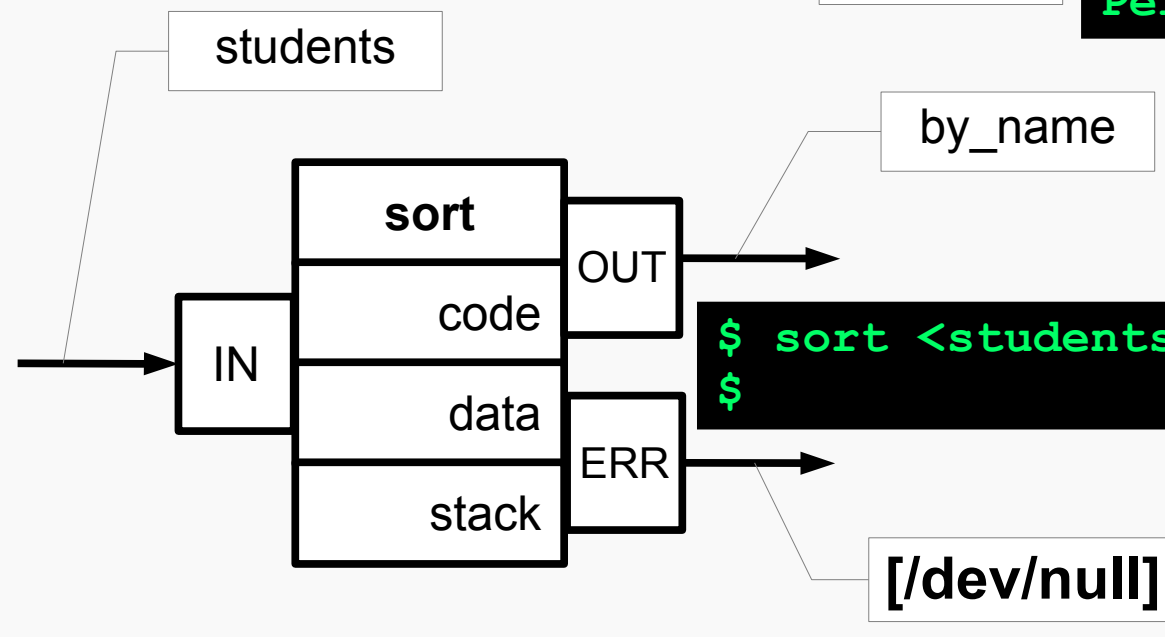 students
by_name
sort
OUT
code
IN
$ sort <students
$
data
ERR
stack
[/dev/null]